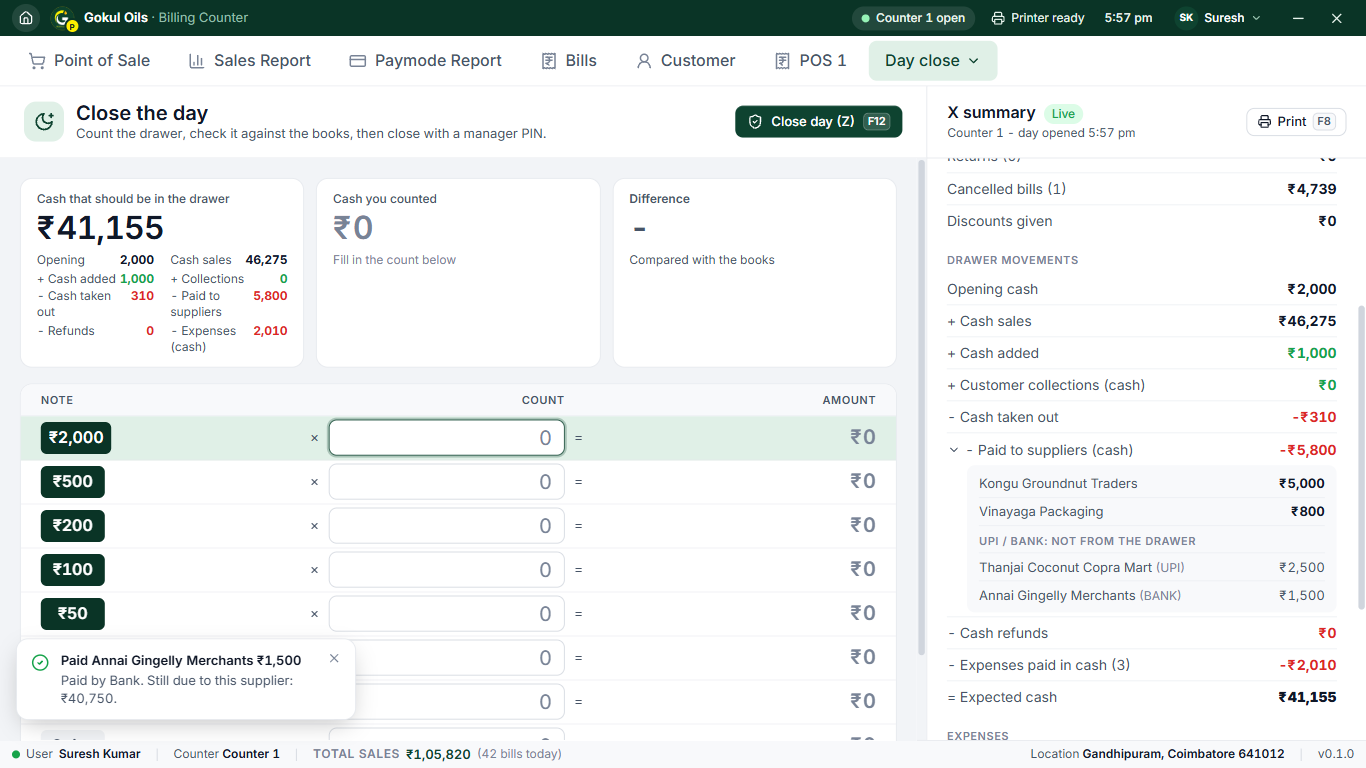 Gokul Oils · Billing Counter
Counter 1 open
Printer ready
5:57 pm
SK Suresh
Point of Sale
Sales Report
Paymode Report
Bills
Customer
POS 1
Day close
Close the day
Count the drawer, check it against the books, then close with a manager PIN.
Close day (Z) F12
Cash that should be in the drawer
₹41,155
Opening 2,000 Cash sales 46,275
+ Cash added 1,000 + Collections 0
- Cash taken out 310 - Paid to suppliers 5,800
- Refunds 0 - Expenses (cash) 2,010
Cash you counted
₹0
Fill in the count below
Difference
-
Compared with the books
NOTE COUNT AMOUNT
₹2,000 × 0 = ₹0
₹500 × 0 = ₹0
₹200 × 0 = ₹0
₹100 × 0 = ₹0
₹50 × 0 = ₹0
0 = ₹0
0 = ₹0
Paid Annai Gingelly Merchants ₹1,500
Paid by Bank. Still due to this supplier:
₹40,750.
X summary Live
Counter 1 - day opened 5:57 pm
Print F8
Cancelled bills (1) ₹4,739
Discounts given ₹0
DRAWER MOVEMENTS
Opening cash ₹2,000
+ Cash sales ₹46,275
+ Cash added ₹1,000
+ Customer collections (cash) ₹0
- Cash taken out -₹310
- Paid to suppliers (cash) -₹5,800
Kongu Groundnut Traders ₹5,000
Vinayaga Packaging ₹800
UPI / BANK: NOT FROM THE DRAWER
Thanjai Coconut Copra Mart (UPI) ₹2,500
Annai Gingelly Merchants (BANK) ₹1,500
- Cash refunds ₹0
- Expenses paid in cash (3) -₹2,010
= Expected cash ₹41,155
EXPENSES
User Suresh Kumar
Counter Counter 1
TOTAL SALES ₹1,05,820 (42 bills today)
Location Gandhipuram, Coimbatore 641012
v0.1.0